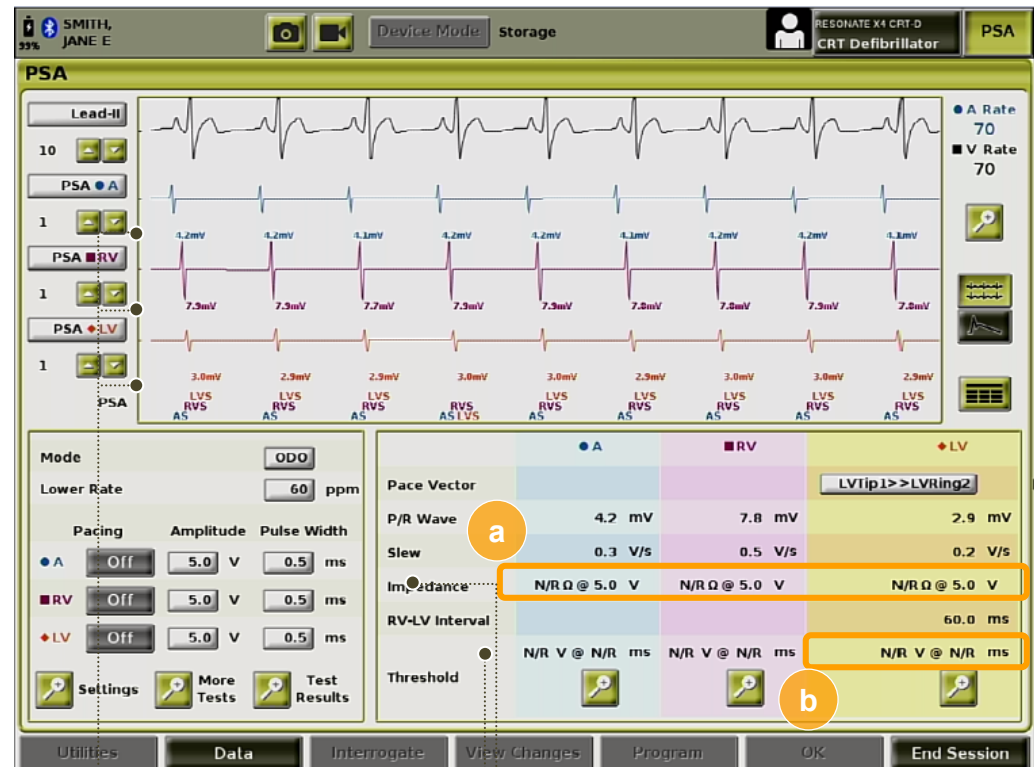 99% SMITH, JANE E Device Mode Storage RESONATE X4 CRT-D CRT Defibrillator PSA
PSA
Lead-II
10
A Rate
70
V Rate
70
PSA A
1
4.2mV 4.2mV 4.1mV 4.2mV 4.2mV 4.1mV 4.2mV 4.2mV 4.1mV
PSA RV
1
7.9mV 7.9mV 7.7mV 7.9mV 7.9mV 7.8mV 7.8mV 7.9mV 7.8mV
PSA LV
1
3.0mV 2.9mV 2.9mV 3.0mV 3.0mV 2.9mV 3.0mV 3.0mV 2.9mV
PSA
LVS LVS LVS LVS LVS LVS LVS LVS
RVS RVS RVS RVS RVS RVS RVS RVS RVS
AS AS AS AS LVS AS AS AS AS AS
Mode ODO
Lower Rate 60 ppm
Pacing Amplitude Pulse Width
A Off 5.0 V 0.5 ms
RV Off 5.0 V 0.5 ms
LV Off 5.0 V 0.5 ms
Settings More Tests Test Results
A RV LV
Pace Vector LVTip1>>LVRing2
P/R Wave 4.2 mV 7.8 mV 2.9 mV
a
Slew 0.3 V/s 0.5 V/s 0.2 V/s
Impedance N/R Ω @ 5.0 V N/R Ω @ 5.0 V N/R Ω @ 5.0 V
RV-LV Interval 60.0 ms
N/R V @ N/R ms N/R V @ N/R ms N/R V @ N/R ms
Threshold
b
Utilities Data Interrogate View Changes Program OK End Session